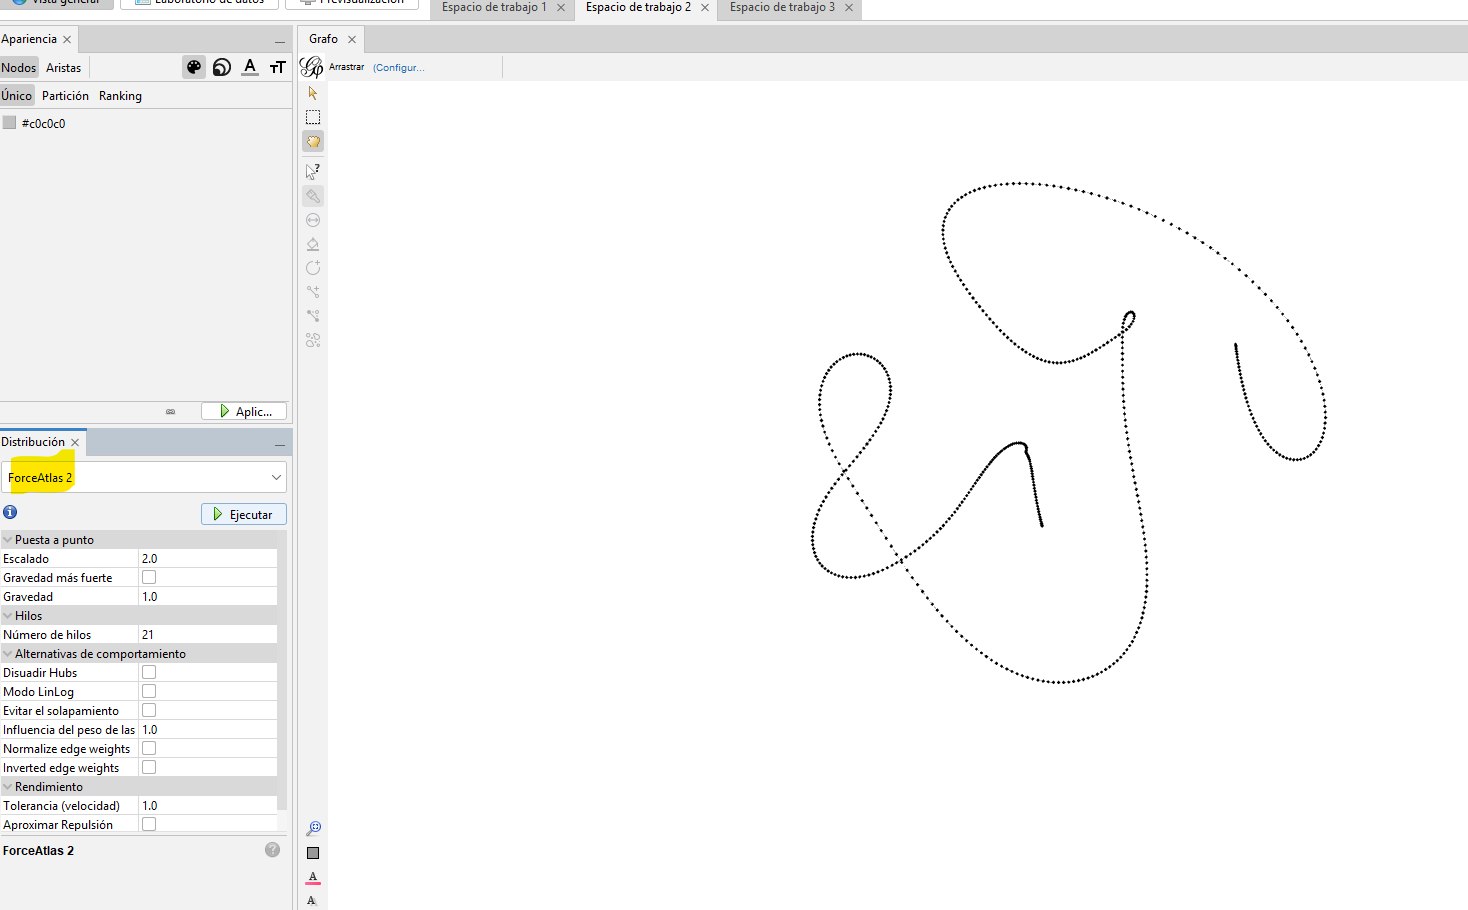 Vista general
Laboratorio de datos
Previsualización
Espacio de trabajo 1
Espacio de trabajo 2
Espacio de trabajo 3
Apariencia
Nodos Aristas
Único Partición Ranking
#c0c0c0
Aplic...
Distribución
ForceAtlas 2
Ejecutar
Puesta a punto
Escalado 2.0
Gravedad más fuerte
Gravedad 1.0
Hilos
Número de hilos 21
Alternativas de comportamiento
Disuadir Hubs
Modo LinLog
Evitar el solapamiento
Influencia del peso de las 1.0
Normalize edge weights
Inverted edge weights
Rendimiento
Tolerancia (velocidad) 1.0
Aproximar Repulsión
ForceAtlas 2
Grafo
Arrastrar (Configur...